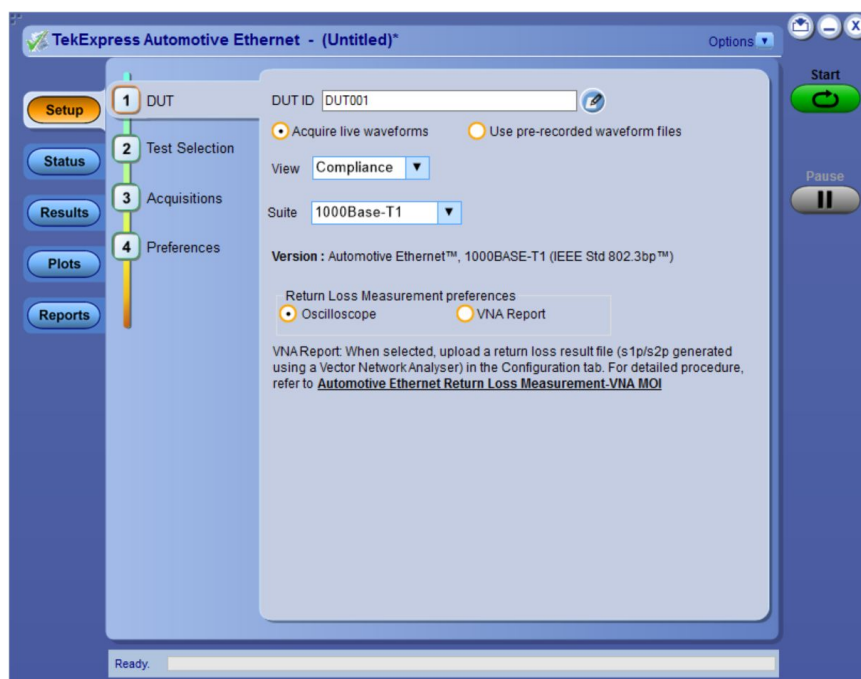 TekExpress Automotive Ethernet - (Untitled)*
Options
X
Start
Pause
Setup
Status
Results
Plots
Reports
1 DUT
2 Test Selection
3 Acquisitions
4 Preferences
DUT ID DUT001
Acquire live waveforms Use pre-recorded waveform files
View Compliance
Suite 1000Base-T1
Version : Automotive Ethernet™, 1000BASE-T1 (IEEE Std 802.3bp™)
Return Loss Measurement preferences
Oscilloscope VNA Report
VNA Report: When selected, upload a return loss result file (s1p/s2p generated
using a Vector Network Analyser) in the Configuration tab. For detailed procedure,
refer to Automotive Ethernet Return Loss Measurement-VNA MOI
Ready.